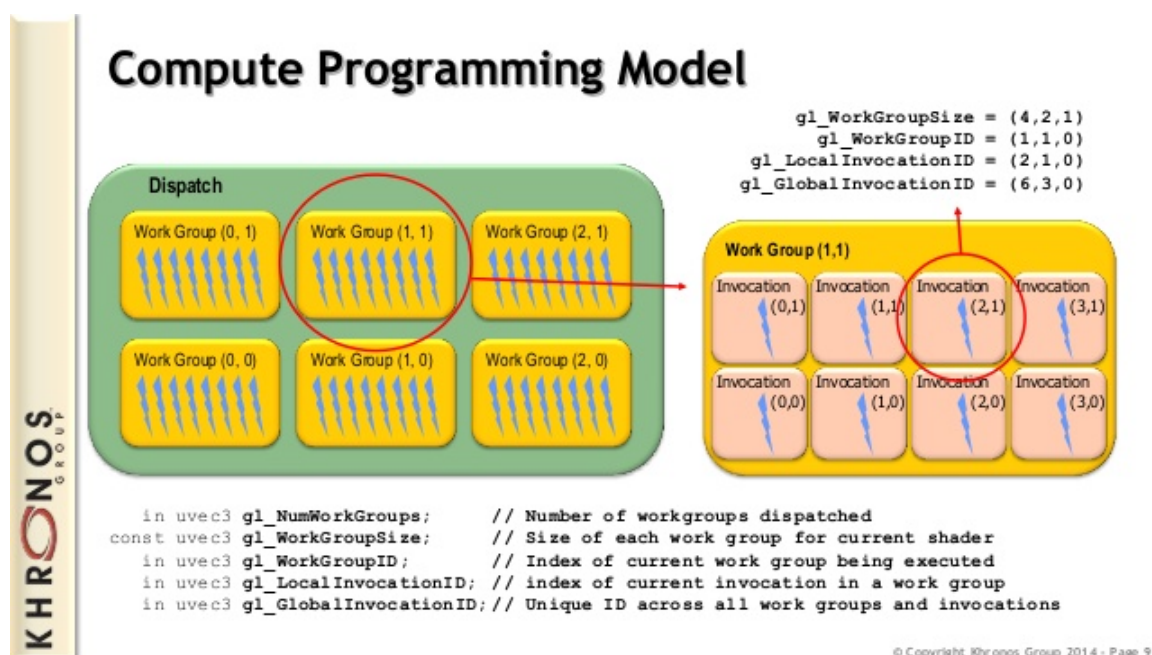 Compute Programming Model
gl_WorkGroupSize = (4,2,1)
gl_WorkGroupID = (1,1,0)
gl_LocalInvocationID = (2,1,0)
gl_GlobalInvocationID = (6,3,0)
Dispatch
Work Group (0, 1)
Work Group (1, 1)
Work Group (2, 1)
Work Group (0, 0)
Work Group (1, 0)
Work Group (2, 0)
Work Group (1,1)
Invocation
(0,1)
Invocation
(1,1)
Invocation
(2,1)
Invocation
(3,1)
Invocation
(0,0)
Invocation
(1,0)
Invocation
(2,0)
Invocation
(3,0)
in uvec3 gl_NumWorkGroups; // Number of workgroups dispatched
const uvec3 gl_WorkGroupSize; // Size of each work group for current shader
in uvec3 gl_WorkGroupID; // Index of current work group being executed
in uvec3 gl_LocalInvocationID; // index of current invocation in a work group
in uvec3 gl_GlobalInvocationID; // Unique ID across all work groups and invocations
KHRONOS
GROUP
© Copyright Khronos Group 2014 - Page 9